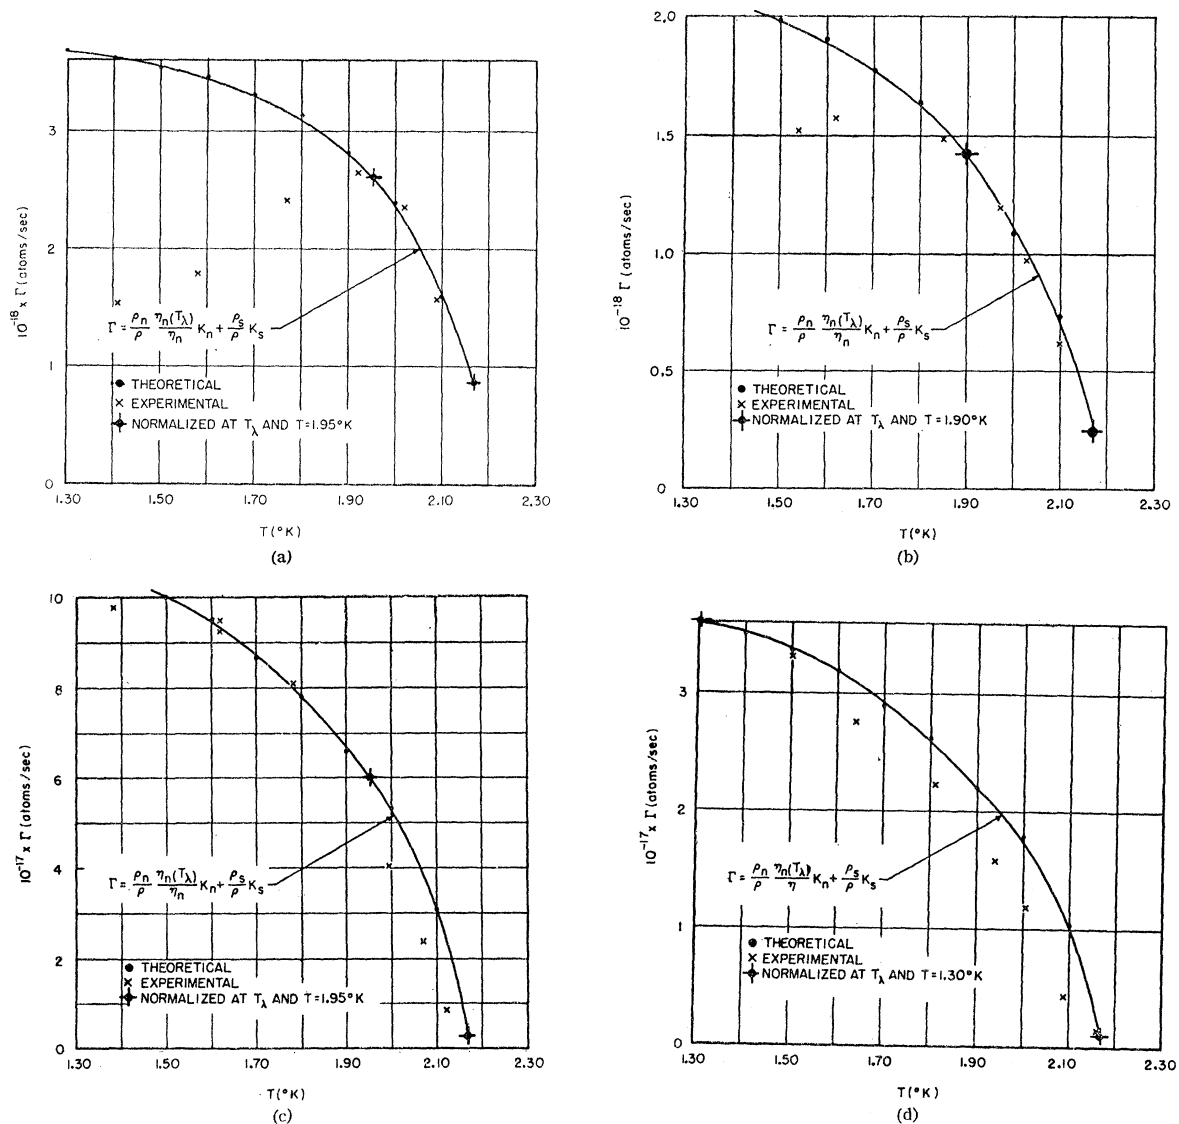 10⁻¹⁸ x Γ (atoms/sec)
3
2
1
0
1.30
1.50
1.70
1.90
2.10
2.30
T(°K)
Γ = ρn/ρ ηn(Tλ)/ηn Kn + ρs/ρ Ks
• THEORETICAL
× EXPERIMENTAL
NORMALIZED AT Tλ AND T=1.95°K
(a)
10⁻¹⁸ x Γ (atoms/sec)
2.0
1.5
1.0
0.5
0
1.30
1.50
1.70
1.90
2.10
2.30
T(°K)
Γ = ρn/ρ ηn(Tλ)/ηn Kn + ρs/ρ Ks
• THEORETICAL
× EXPERIMENTAL
NORMALIZED AT Tλ AND T=1.90°K
(b)
10⁻¹⁷ x Γ (atoms/sec)
10
8
6
4
2
0
1.30
1.50
1.70
1.90
2.10
2.30
T(°K)
Γ = ρn/ρ ηn(Tλ)/ηn Kn + ρs/ρ Ks
• THEORETICAL
× EXPERIMENTAL
NORMALIZED AT Tλ AND T=1.95°K
(c)
10⁻¹⁷ x Γ (atoms/sec)
3
2
1
0
1.30
1.50
1.70
1.90
2.10
2.30
T(°K)
Γ = ρn/ρ ηn(Tλ)/η Kn + ρs/ρ Ks
• THEORETICAL
× EXPERIMENTAL
NORMALIZED AT Tλ AND T=1.30°K
(d)